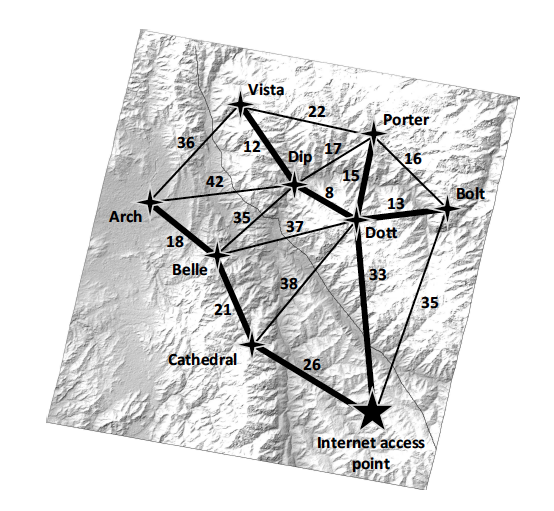 Vista
22
Porter
36
12
17
16
Dip
15
42
8
13
Bolt
Arch
35
37
Dott
18
Belle
33
38
35
21
Cathedral
26
Internet access
point